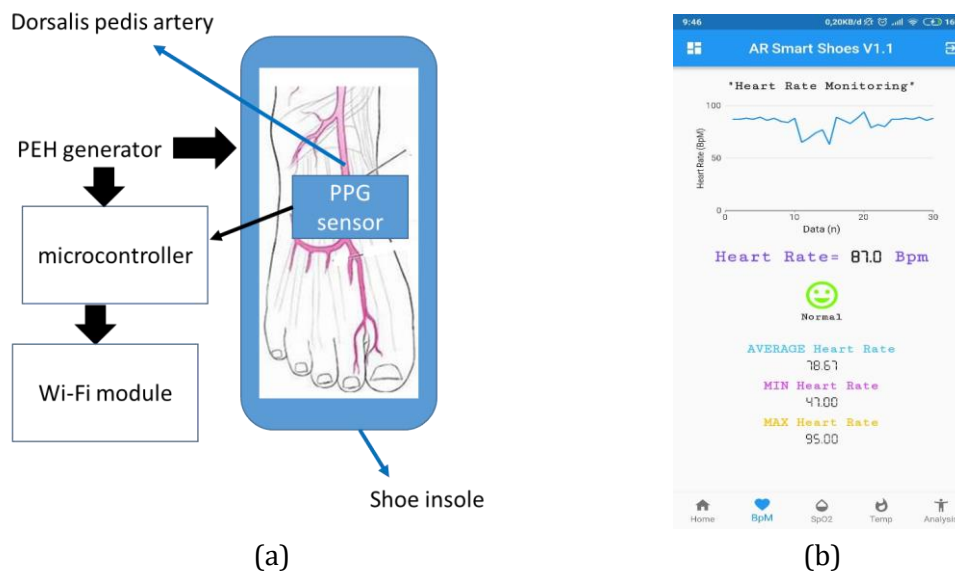 Dorsalis pedis artery
PEH generator
PPG
sensor
microcontroller
Wi-Fi module
Shoe insole
(a)
9:46
0,20KB/d
16
AR Smart Shoes V1.1
"Heart Rate Monitoring"
100
50
0
Heart Rate (BpM)
0 10 20 30
Data (n)
Heart Rate= 87.0 Bpm
Normal
AVERAGE Heart Rate
78.67
MIN Heart Rate
47.00
MAX Heart Rate
95.00
Home BpM SpO2 Temp Analysis
(b)